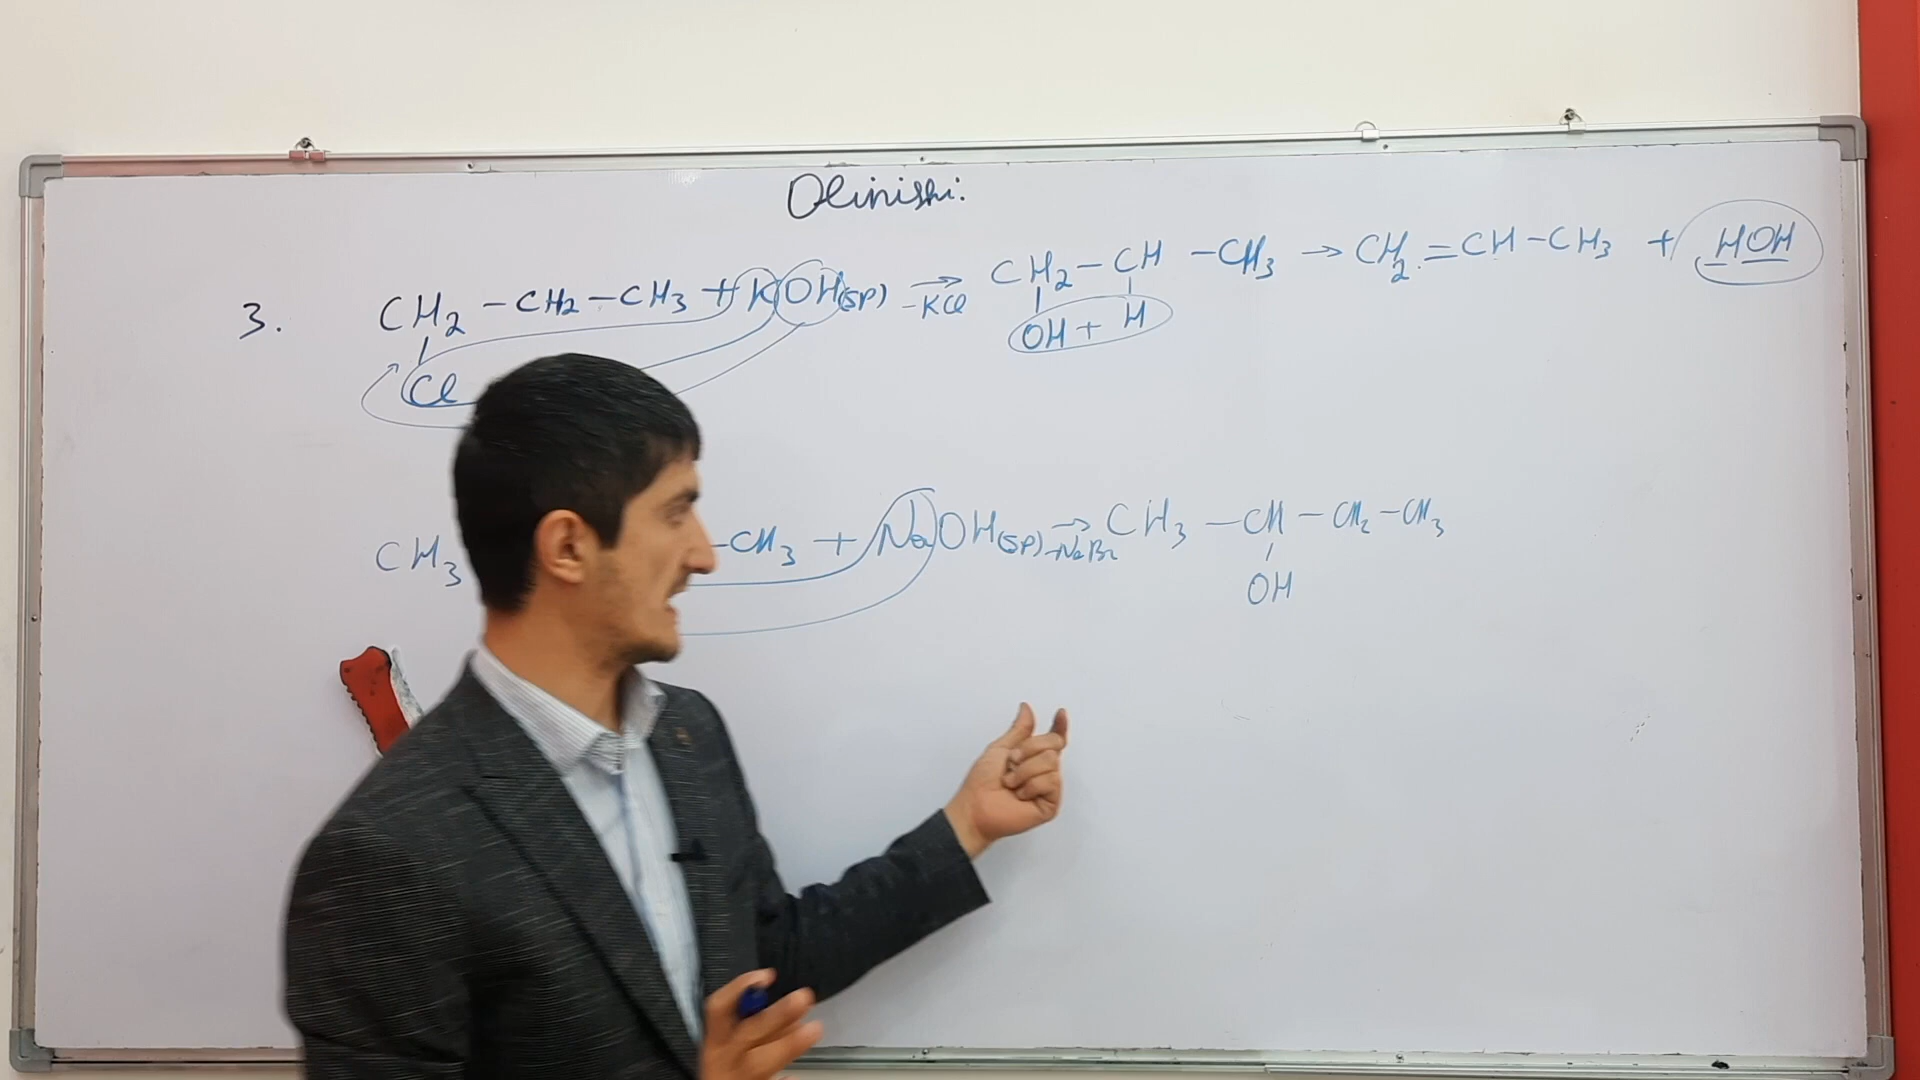 Olinishi:
3. CH2 - CH2 - CH3 + KOH(sp) → -KCl CH2 - CH - CH3 → CH2 = CH - CH3 + HOH
Cl OH + H
CH3 -CH3 + NaOH(sp) → -NaBr CH3 - CH - CH2 - CH3
OH